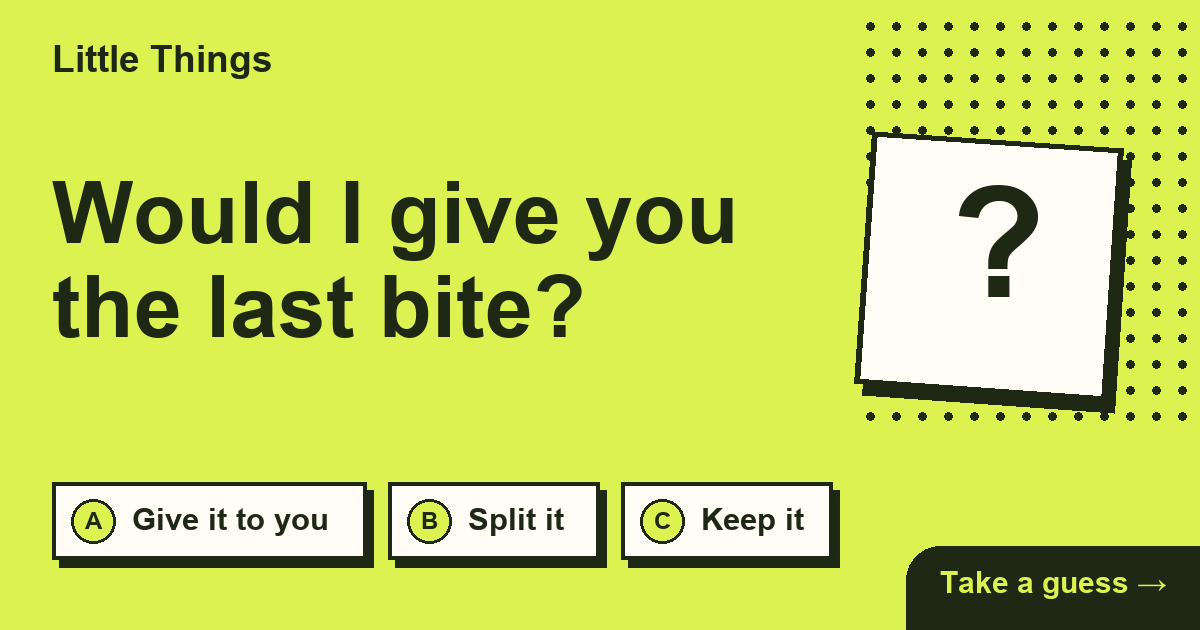 Little Things
Would I give you
the last bite?
?
A Give it to you
B Split it
C Keep it
Take a guess →